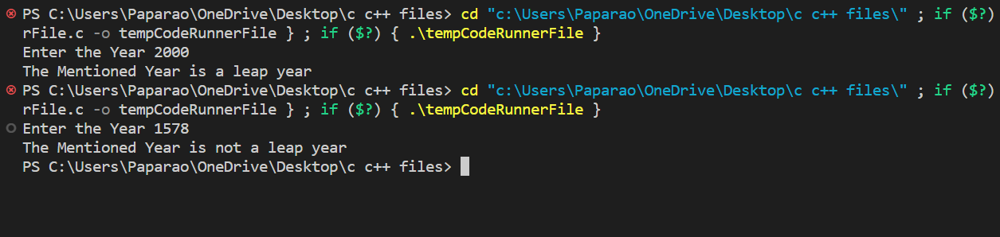 PS C:\Users\Paparao\OneDrive\Desktop\c c++ files> cd "c:\Users\Paparao\OneDrive\Desktop\c c++ files\" ; if ($?)
rFile.c -o tempCodeRunnerFile } ; if ($?) { .\tempCodeRunnerFile }
Enter the Year 2000
The Mentioned Year is a leap year
PS C:\Users\Paparao\OneDrive\Desktop\c c++ files> cd "c:\Users\Paparao\OneDrive\Desktop\c c++ files\" ; if ($?)
rFile.c -o tempCodeRunnerFile } ; if ($?) { .\tempCodeRunnerFile }
Enter the Year 1578
The Mentioned Year is not a leap year
PS C:\Users\Paparao\OneDrive\Desktop\c c++ files>